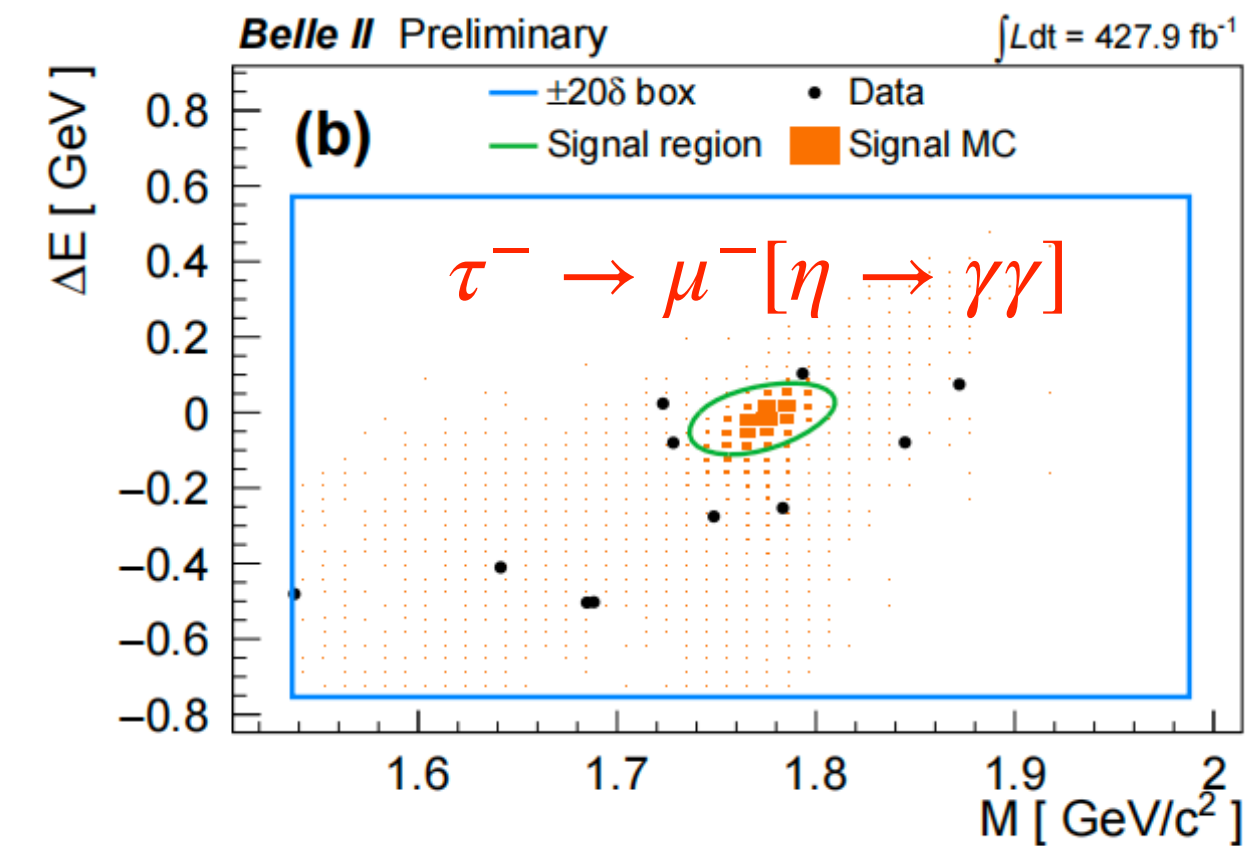 Belle II Preliminary ∫Ldt = 427.9 fb⁻¹
±20δ box Data
(b)
Signal region Signal MC
τ⁻ → μ⁻[η → γγ]
ΔE [ GeV ]
0.8
0.6
0.4
0.2
0
−0.2
−0.4
−0.6
−0.8
1.6 1.7 1.8 1.9 2
M [ GeV/c² ]